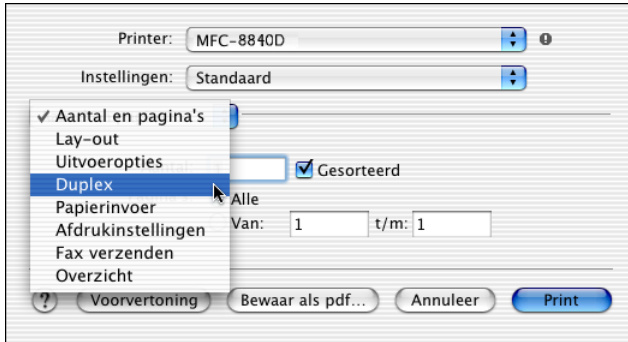 Printer: MFC-8840D
Instellingen: Standaard
✓ Aantal en pagina's
Lay-out
Uitvoeropties
Gesorteerd
Duplex
Papierinvoer
Alle
Afdrukinstellingen
Van: 1 t/m: 1
Fax verzenden
Overzicht
? Voorvertoning Bewaar als pdf... Annuleer Print